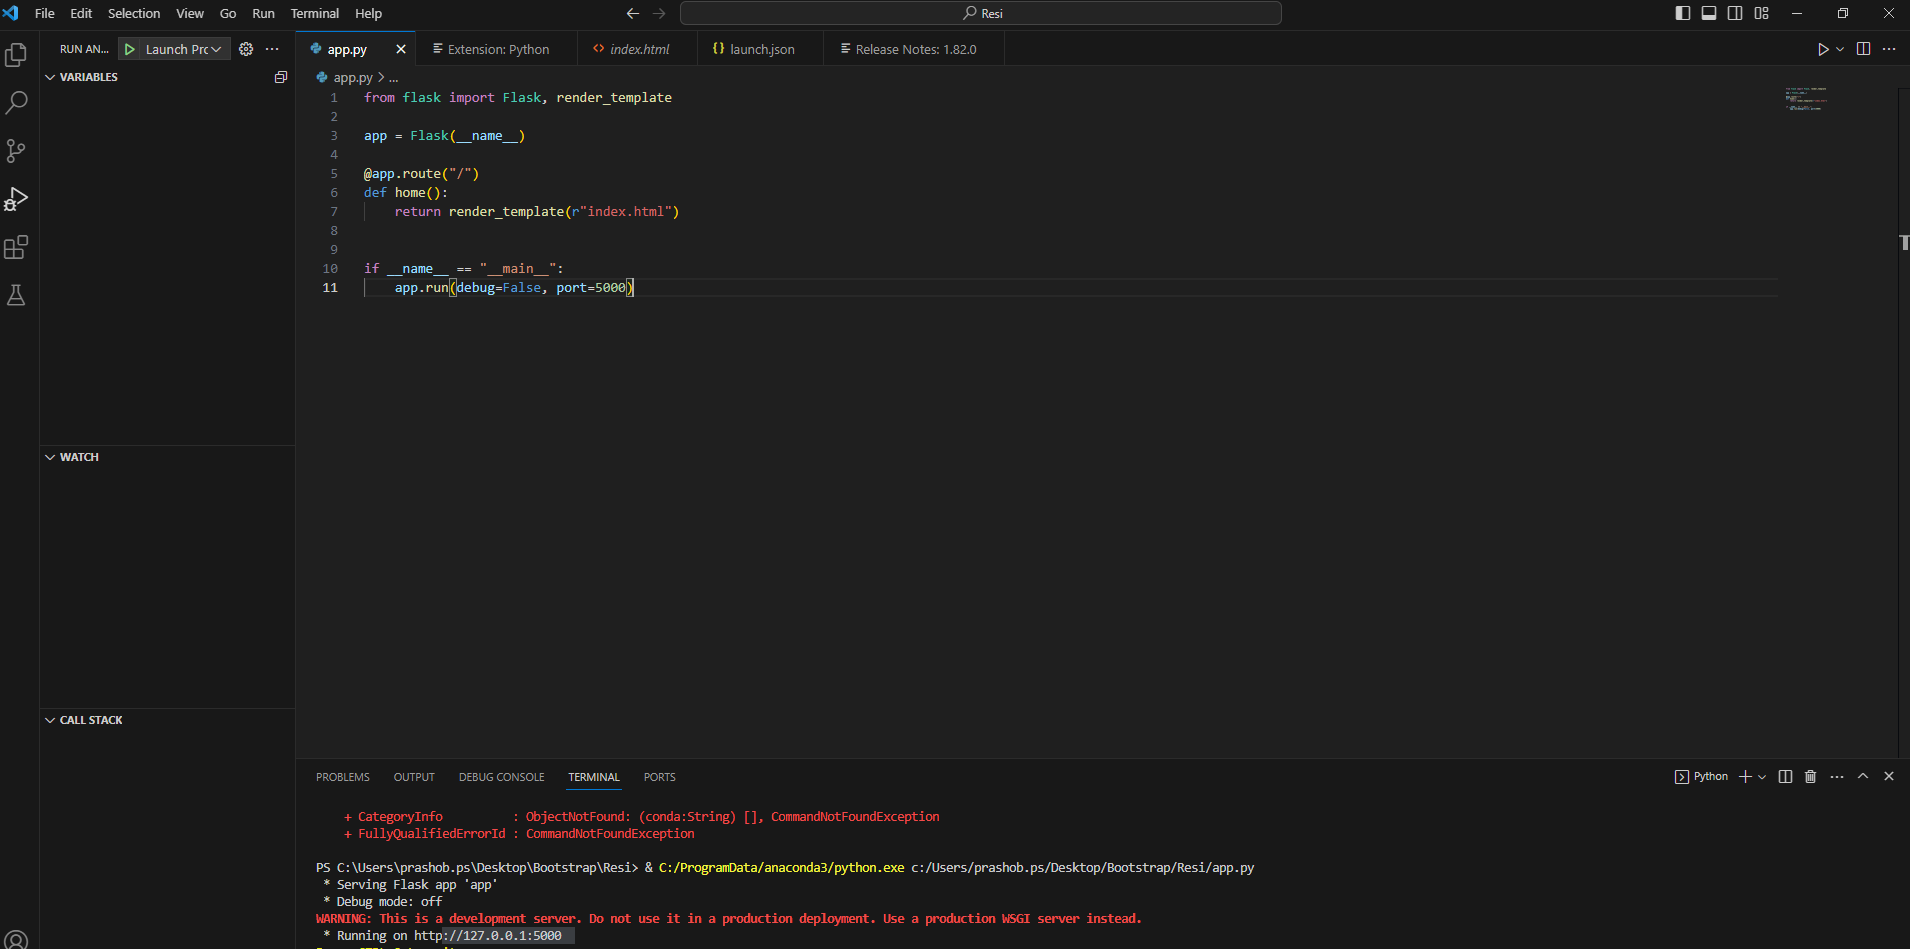 File Edit Selection View Go Run Terminal Help
Resi
RUN AN... Launch Prc
app.py Extension: Python index.html launch.json Release Notes: 1.82.0
VARIABLES
app.py > ...
1 from flask import Flask, render_template
2
3 app = Flask(__name__)
4
5 @app.route("/")
6 def home():
7 return render_template(r"index.html")
8
9
10 if __name__ == "__main__":
11 app.run(debug=False, port=5000)
WATCH
CALL STACK
PROBLEMS OUTPUT DEBUG CONSOLE TERMINAL PORTS
Python
+ CategoryInfo : ObjectNotFound: (conda:String) [], CommandNotFoundException
+ FullyQualifiedErrorId : CommandNotFoundException
PS C:\Users\prashob.ps\Desktop\Bootstrap\Resi> & C:/ProgramData/anaconda3/python.exe c:/Users/prashob.ps/Desktop/Bootstrap/Resi/app.py
* Serving Flask app 'app'
* Debug mode: off
WARNING: This is a development server. Do not use it in a production deployment. Use a production WSGI server instead.
* Running on http://127.0.0.1:5000